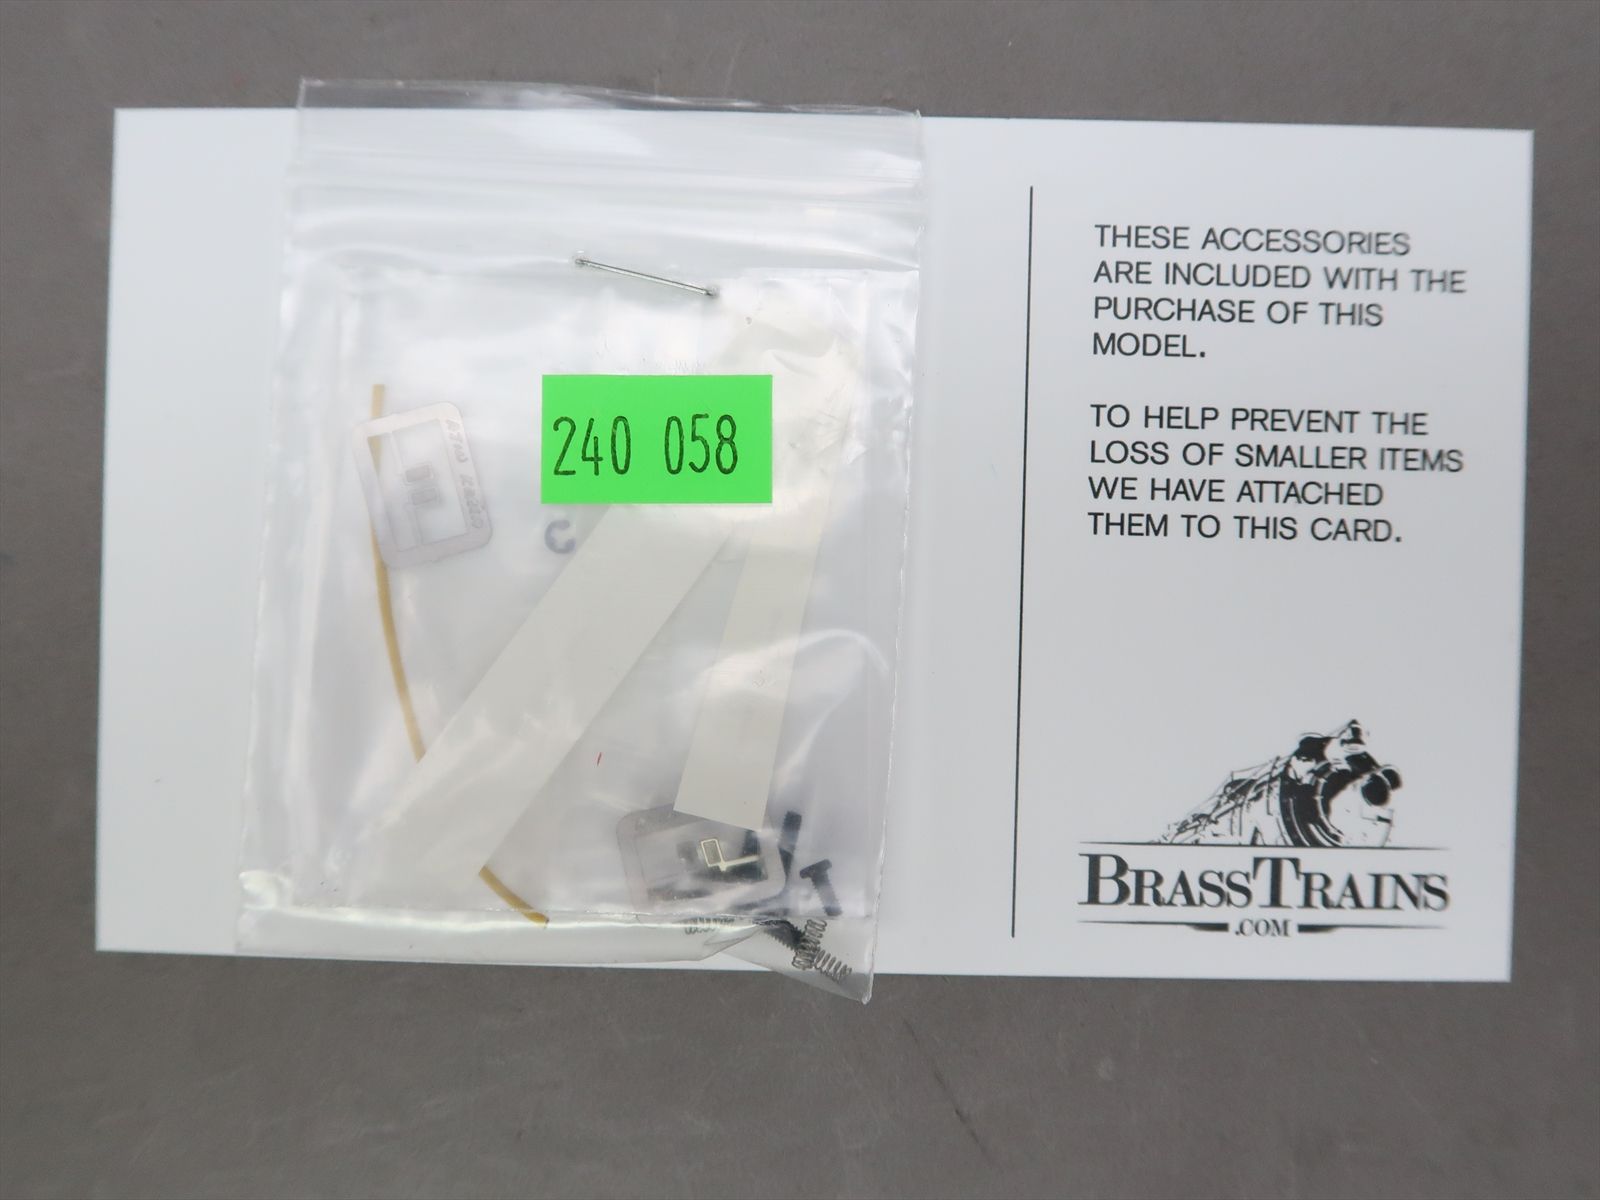 240 058
THESE ACCESSORIES
ARE INCLUDED WITH THE
PURCHASE OF THIS
MODEL.
TO HELP PREVENT THE
LOSS OF SMALLER ITEMS
WE HAVE ATTACHED
THEM TO THIS CARD.
BRASSTRAINS
.COM